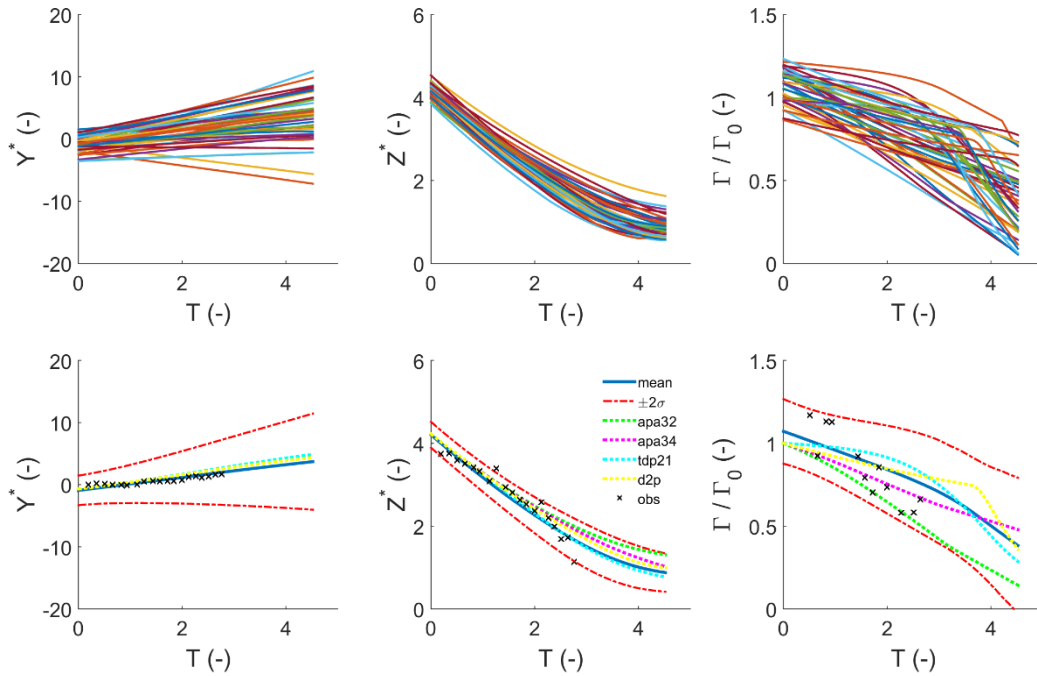 20
10
0
-10
-20
Y* (-)
0 2 4
T (-)
6
4
2
0
Z* (-)
0 2 4
T (-)
1.5
1
0.5
0
Γ / Γ0 (-)
0 2 4
T (-)
20
10
0
-10
-20
Y* (-)
0 2 4
T (-)
6
4
2
0
Z* (-)
0 2 4
T (-)
mean
±2σ
apa32
apa34
tdp21
d2p
obs
1.5
1
0.5
0
Γ / Γ0 (-)
0 2 4
T (-)